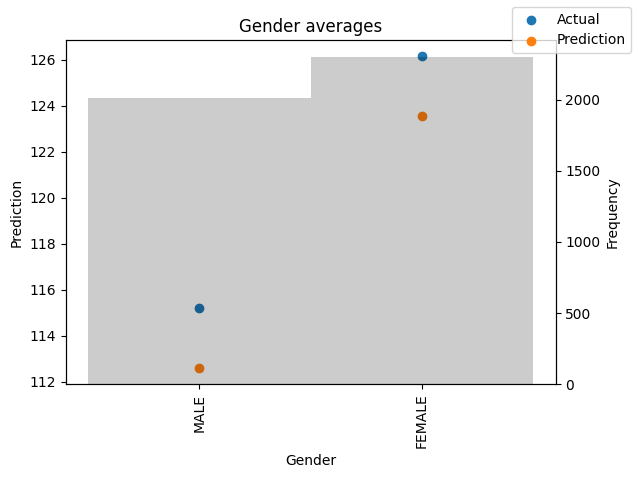 Gender averages
Actual
Prediction
126
124
122
120
118
116
114
112
Prediction
2000
1500
1000
500
0
Frequency
MALE
FEMALE
Gender